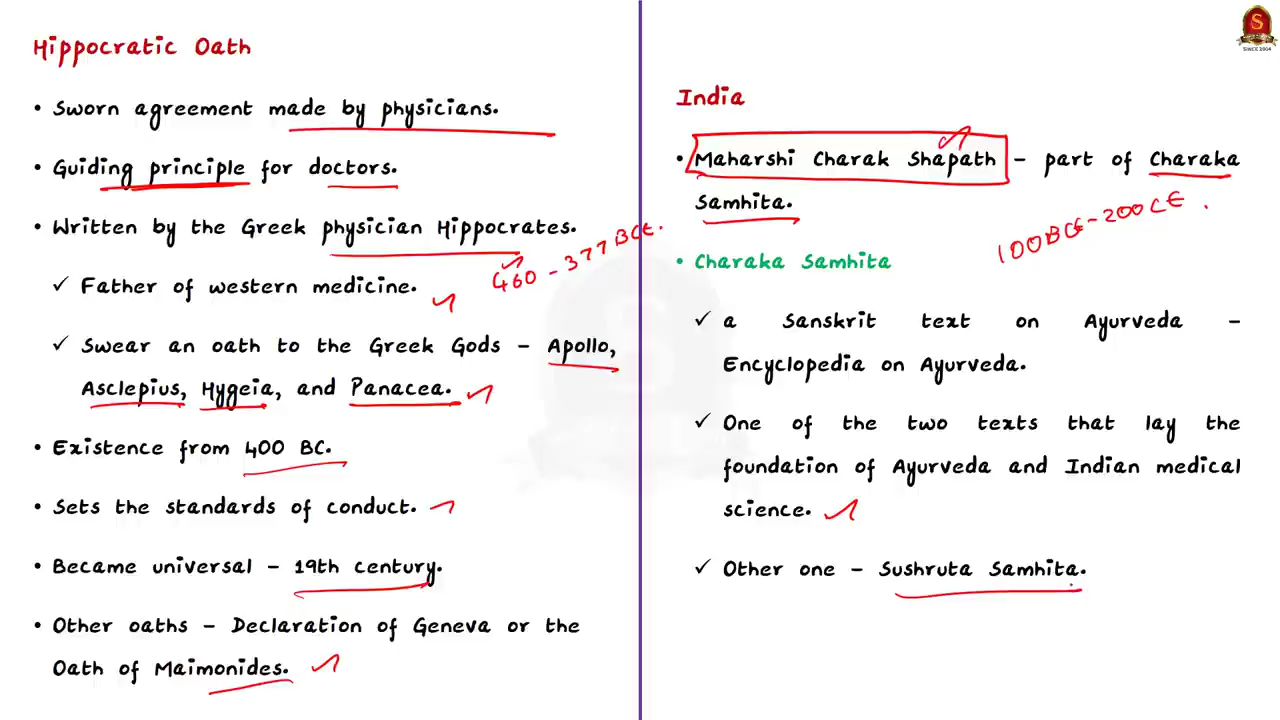 Hippocratic Oath
• Sworn agreement made by physicians.
• Guiding principle for doctors.
• Written by the Greek physician Hippocrates.
460 - 377 BCE.
✓ Father of western medicine.
✓ Swear an oath to the Greek Gods – Apollo,
Asclepius, Hygeia, and Panacea.
• Existence from 400 BC.
• Sets the standards of conduct.
• Became universal – 19th century.
• Other oaths – Declaration of Geneva or the
Oath of Maimonides.
S
SINCE 2004
India
• Maharshi Charak Shapath – part of Charaka
Samhita.
100BCE-200CE.
• Charaka Samhita
✓ a Sanskrit text on Ayurveda –
Encyclopedia on Ayurveda.
✓ One of the two texts that lay the
foundation of Ayurveda and Indian medical
science.
✓ Other one – Sushruta Samhita.